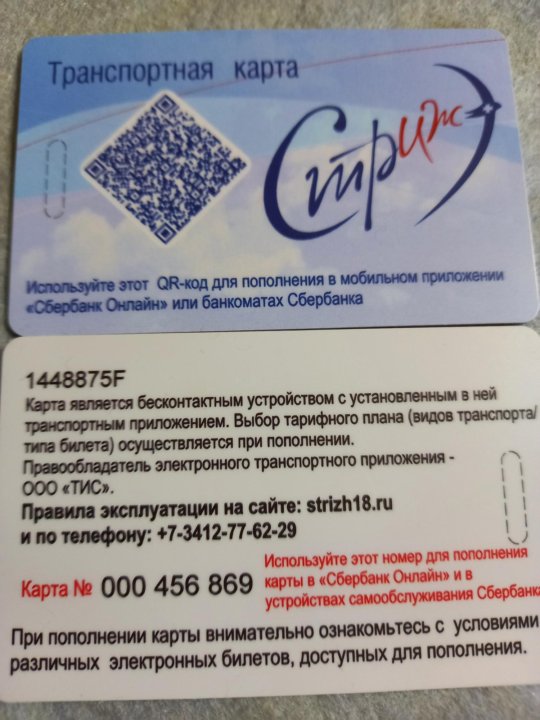 Транспортная карта
Стриж
Используйте этот QR-код для пополнения в мобильном приложении
«Сбербанк Онлайн» или банкоматах Сбербанка
1448875F
Карта является бесконтактным устройством с установленным в ней
транспортным приложением. Выбор тарифного плана (видов транспорта/
типа билета) осуществляется при пополнении.
Правообладатель электронного транспортного приложения -
ООО «ТИС».
Правила эксплуатации на сайте: strizh18.ru
и по телефону: +7-3412-77-62-29
Карта № 000 456 869
Используйте этот номер для пополнения
карты в «Сбербанк Онлайн» и в
устройствах самообслуживания Сбербанка
При пополнении карты внимательно ознакомьтесь с условиями
различных электронных билетов, доступных для пополнения.